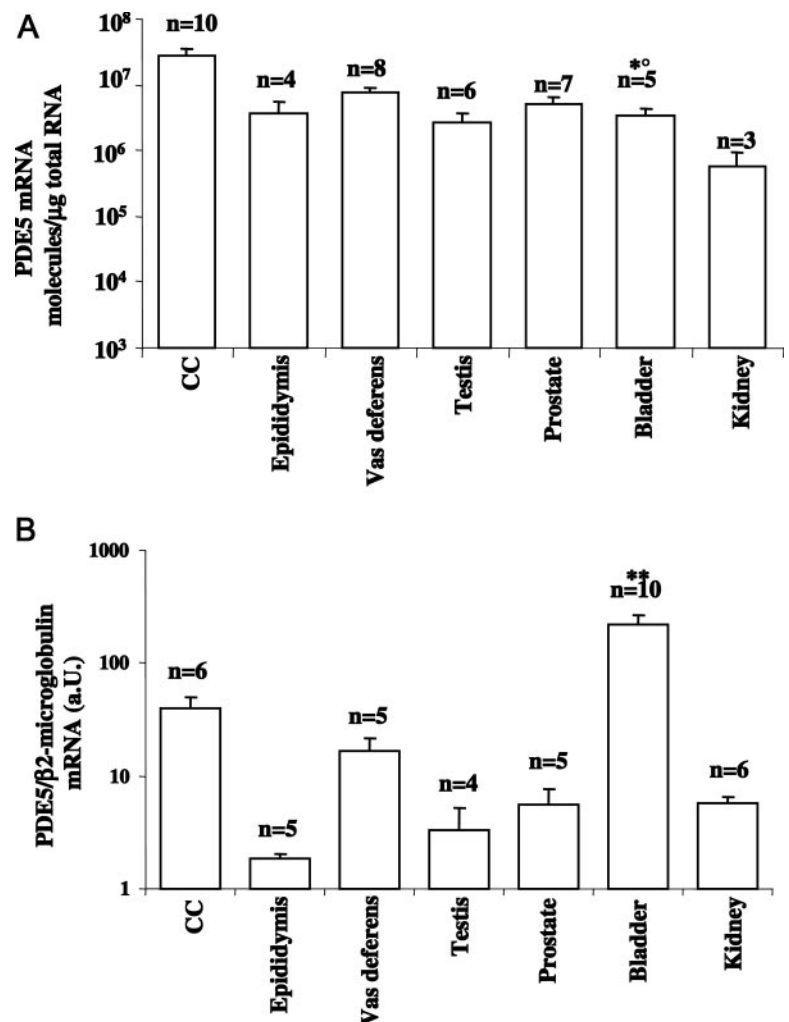 A
PDE5 mRNA
molecules/µg total RNA
10⁸
10⁷
10⁶
10⁵
10⁴
10³
n=10
n=4
n=8
n=6
n=7
*°
n=5
n=3
CC
Epididymis
Vas deferens
Testis
Prostate
Bladder
Kidney
B
PDE5/β2-microglobulin
mRNA (a.U.)
1000
100
10
1
n=6
n=5
n=5
n=4
n=5
**
n=10
n=6
CC
Epididymis
Vas deferens
Testis
Prostate
Bladder
Kidney